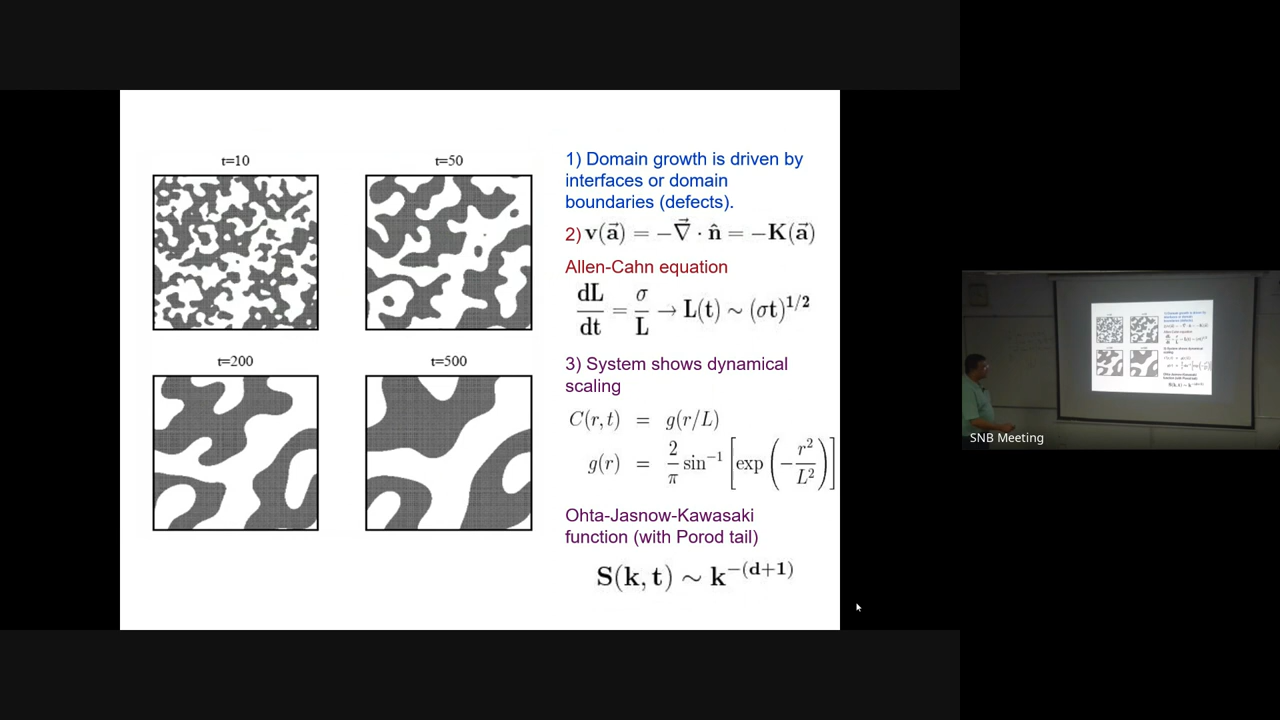 t=10
t=50
t=200
t=500
1) Domain growth is driven by
interfaces or domain
boundaries (defects).
2) v(a⃗) = −∇⃗ · n̂ = −K(a⃗)
Allen-Cahn equation
dL/dt = σ/L → L(t) ∼ (σt)^{1/2}
3) System shows dynamical
scaling
C(r, t) = g(r/L)
g(r) = 2/π sin⁻¹ [exp (−r²/L²)]
Ohta-Jasnow-Kawasaki
function (with Porod tail)
S(k, t) ∼ k^{−(d+1)}
SNB Meeting